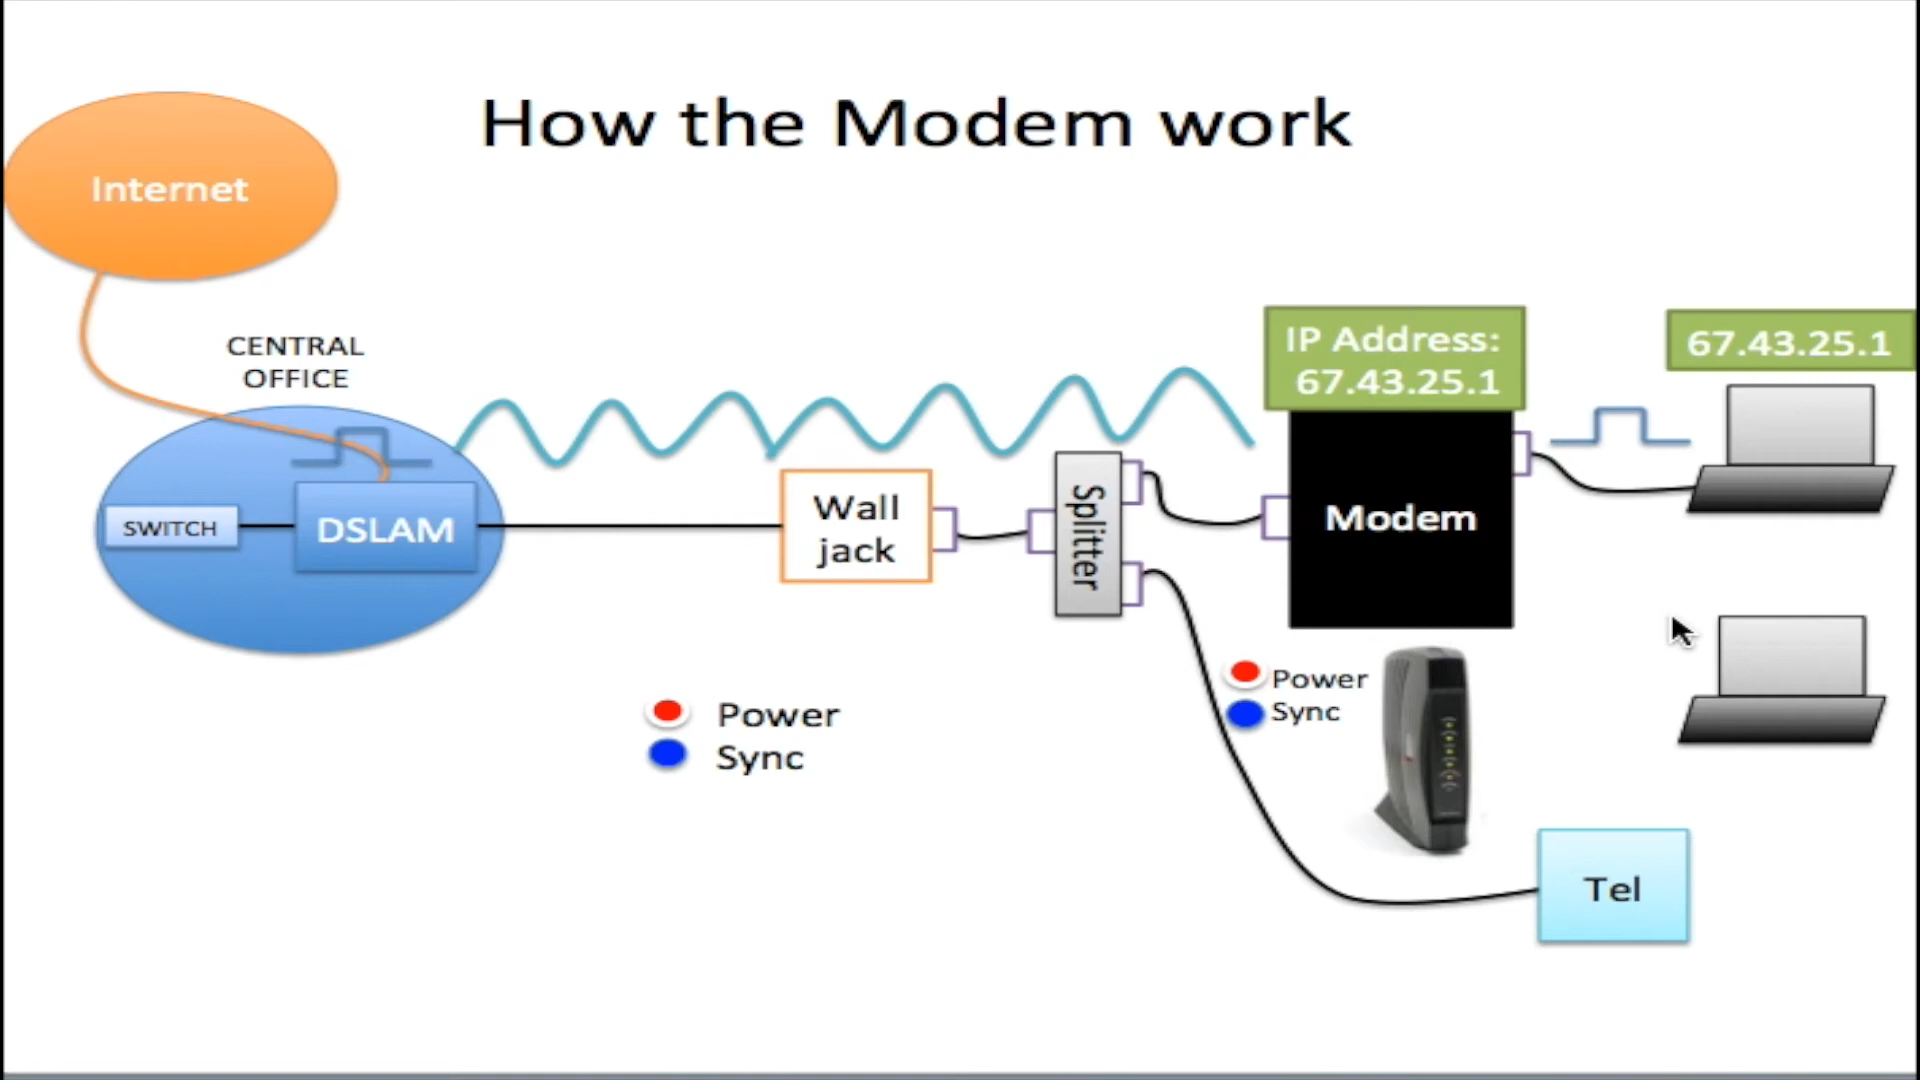 How the Modem work
Internet
CENTRAL
OFFICE
SWITCH
DSLAM
Wall
jack
Splitter
IP Address:
67.43.25.1
Modem
67.43.25.1
Power
Sync
Power
Sync
Tel